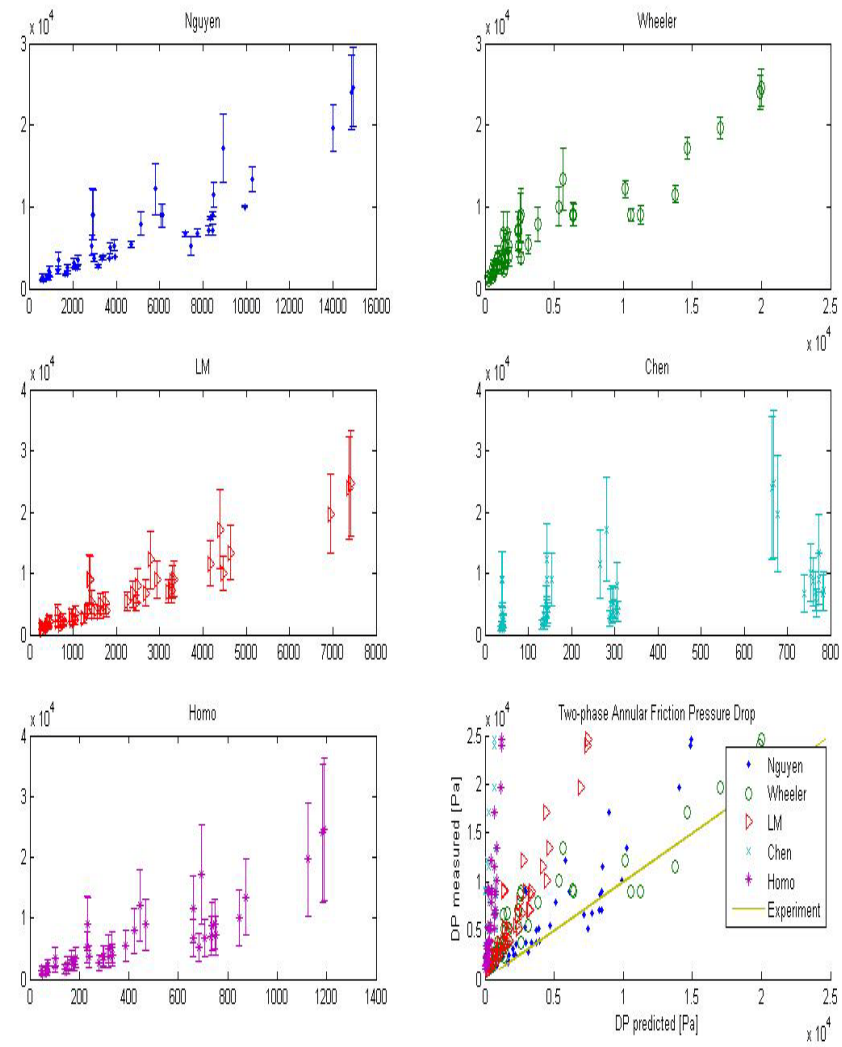 Nguyen
x 10^4
3
2
1
0
0 2000 4000 6000 8000 10000 12000 14000 16000
Wheeler
x 10^4
3
2
1
0
0 0.5 1 1.5 2 2.5
x 10^4
LM
x 10^4
4
3
2
1
0
0 1000 2000 3000 4000 5000 6000 7000 8000
Chen
x 10^4
4
3
2
1
0
0 100 200 300 400 500 600 700 800
Homo
x 10^4
4
3
2
1
0
0 200 400 600 800 1000 1200 1400
Two-phase Annular Friction Pressure Drop
x 10^4
DP measured [Pa]
2.5
2
1.5
1
0.5
0
0 0.5 1 1.5 2 2.5
DP predicted [Pa]
x 10^4
Nguyen
Wheeler
LM
Chen
Homo
Experiment